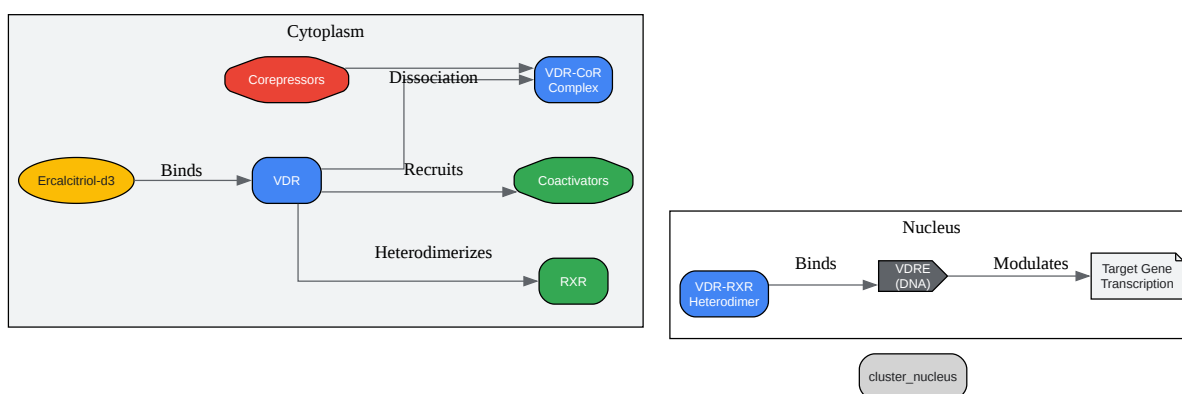 Cytoplasm
Corepressors
Dissociation
VDR-CoR
Complex
Ercalcitriol-d3
Binds
VDR
Recruits
Coactivators
Heterodimerizes
RXR
Nucleus
VDR-RXR
Heterodimer
Binds
VDRE
(DNA)
Modulates
Target Gene
Transcription
cluster_nucleus